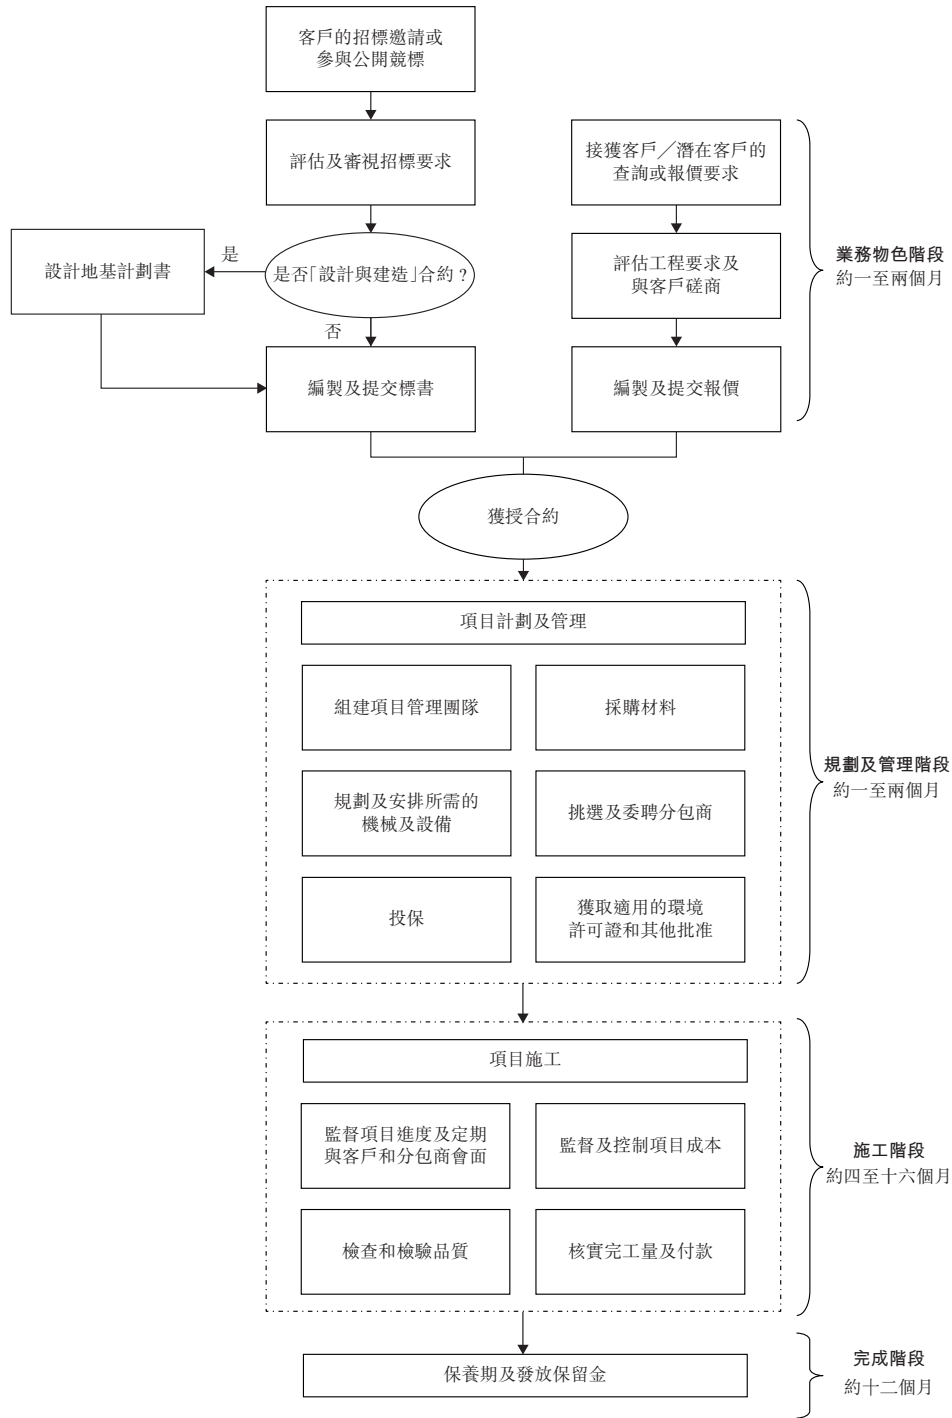 客戶的招標邀請或
參與公開競標
評估及審視招標要求
接獲客戶／潛在客戶的
查詢或報價要求
設計地基計劃書
是
是否「設計與建造」合約？
評估工程要求及
與客戶磋商
業務物色階段
約一至兩個月
否
編製及提交標書
編製及提交報價
獲授合約
項目計劃及管理
組建項目管理團隊
採購材料
規劃及安排所需的
機械及設備
挑選及委聘分包商
規劃及管理階段
約一至兩個月
投保
獲取適用的環境
許可證和其他批准
項目施工
監督項目進度及定期
與客戶和分包商會面
監督及控制項目成本
施工階段
約四至十六個月
檢查和檢驗品質
核實完工量及付款
保養期及發放保留金
完成階段
約十二個月